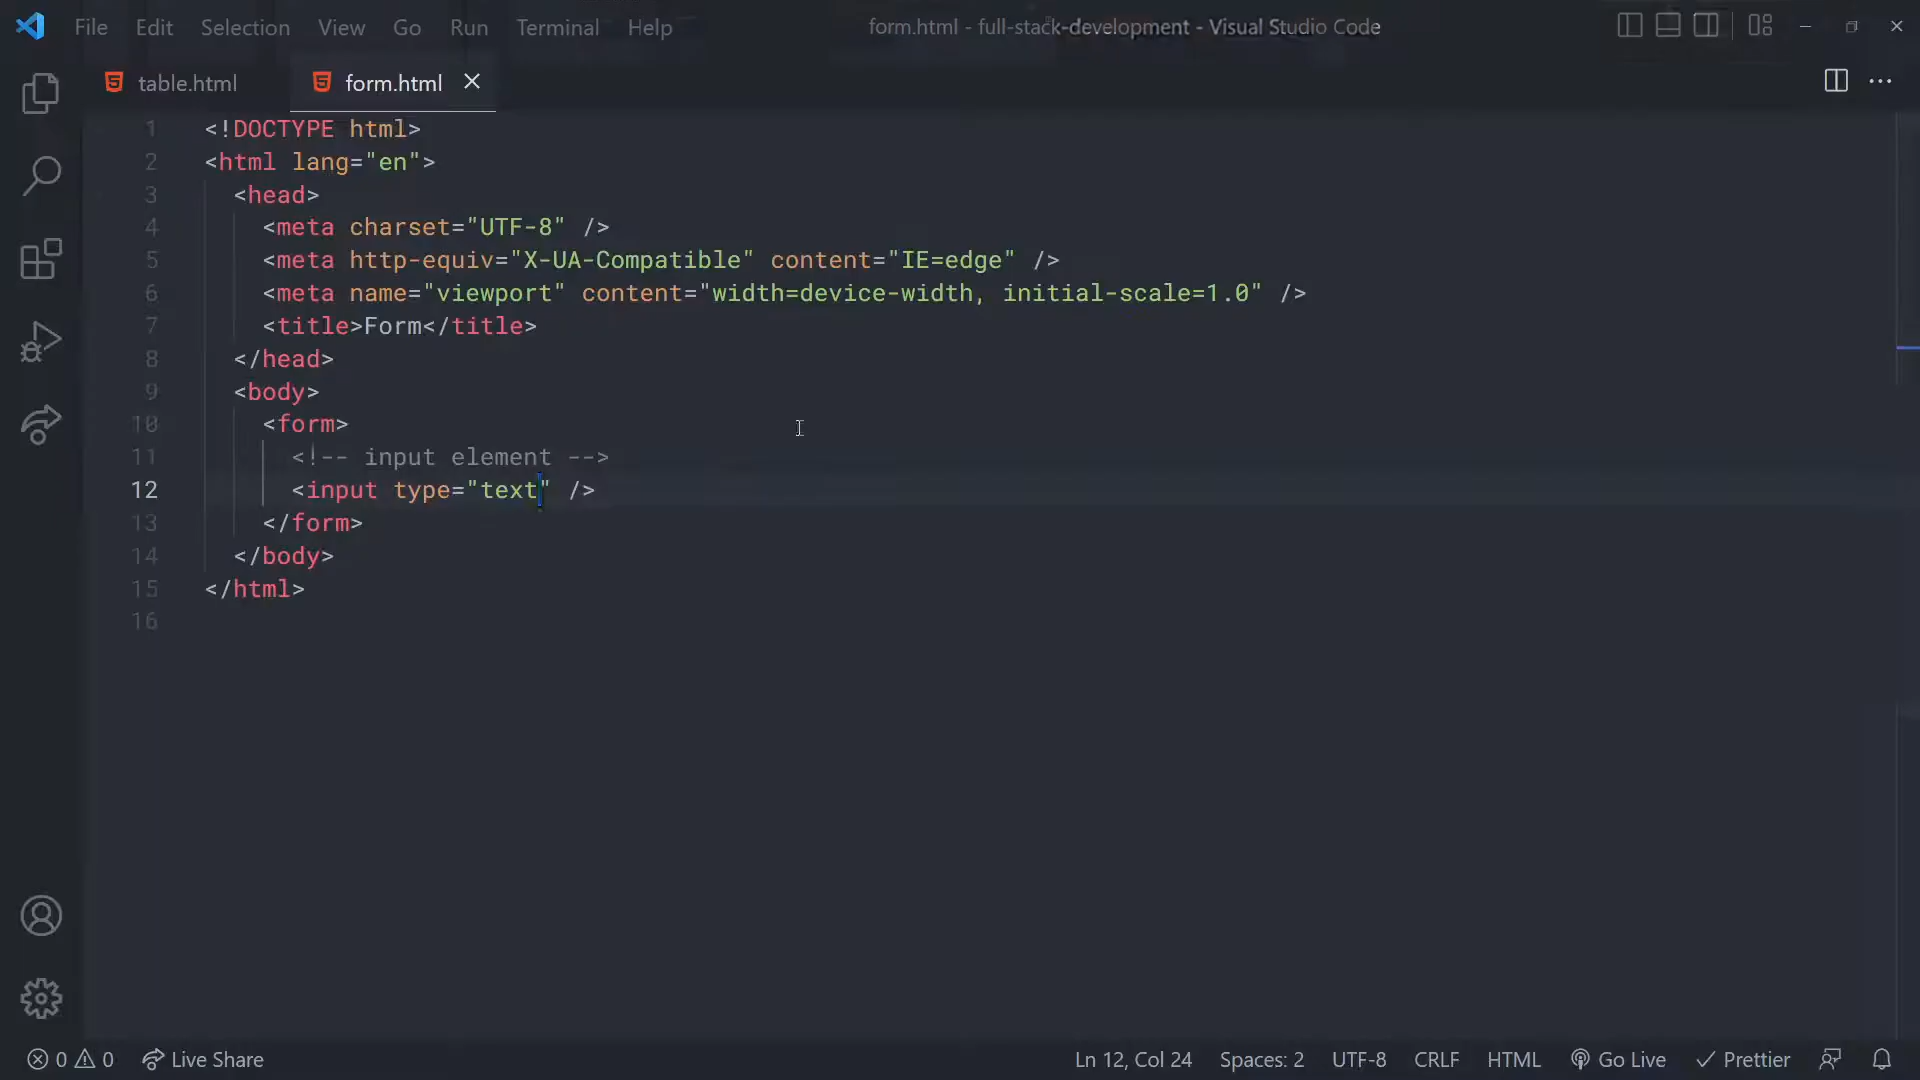 File Edit Selection View Go Run Terminal Help form.html - full-stack-development - Visual Studio Code
table.html form.html
1 <!DOCTYPE html>
2 <html lang="en">
3 <head>
4 <meta charset="UTF-8" />
5 <meta http-equiv="X-UA-Compatible" content="IE=edge" />
6 <meta name="viewport" content="width=device-width, initial-scale=1.0" />
7 <title>Form</title>
8 </head>
9 <body>
10 <form>
11 <!-- input element -->
12 <input type="text" />
13 </form>
14 </body>
15 </html>
16
0 0 Live Share Ln 12, Col 24 Spaces: 2 UTF-8 CRLF HTML Go Live Prettier